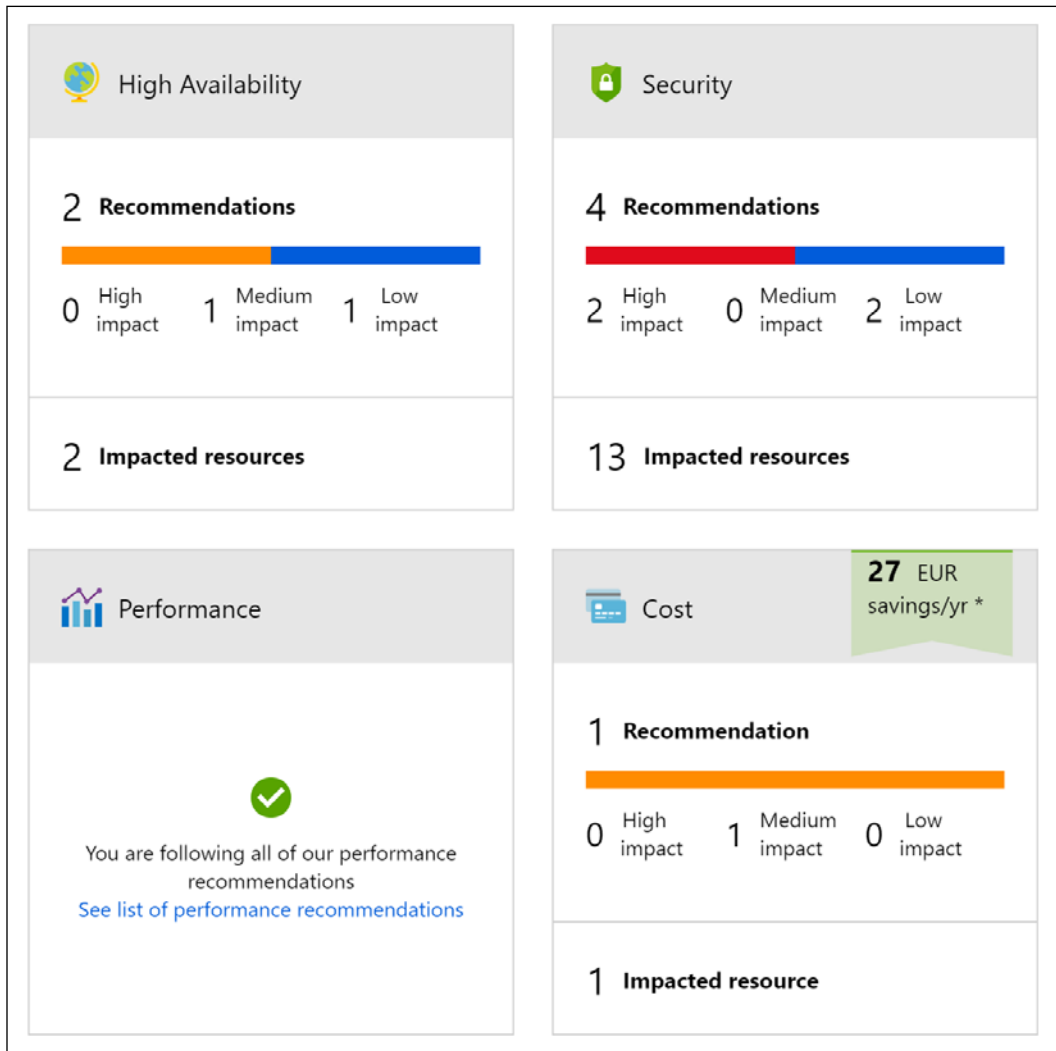 High Availability
2 Recommendations
0 High impact 1 Medium impact 1 Low impact
2 Impacted resources
Security
4 Recommendations
2 High impact 0 Medium impact 2 Low impact
13 Impacted resources
Performance
You are following all of our performance
recommendations
See list of performance recommendations
Cost
27 EUR
savings/yr *
1 Recommendation
0 High impact 1 Medium impact 0 Low impact
1 Impacted resource